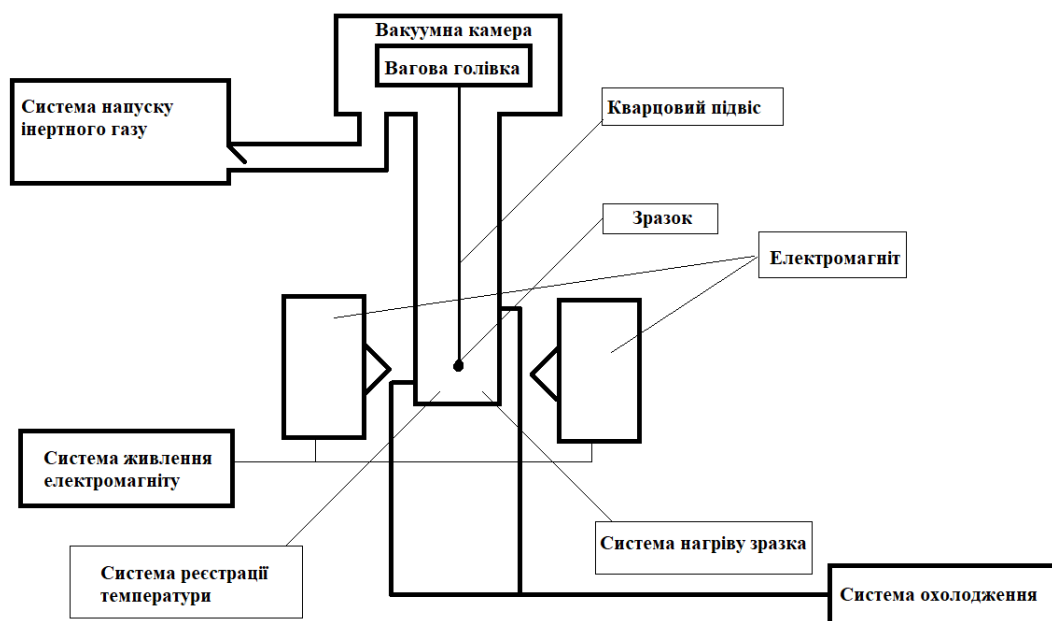 Вакуумна камера
Вагова голівка
Система напуску
інертного газу
Кварцовий підвіс
Зразок
Електромагніт
Система живлення
електромагніту
Система нагріву зразка
Система реєстрації
температури
Система охолодження